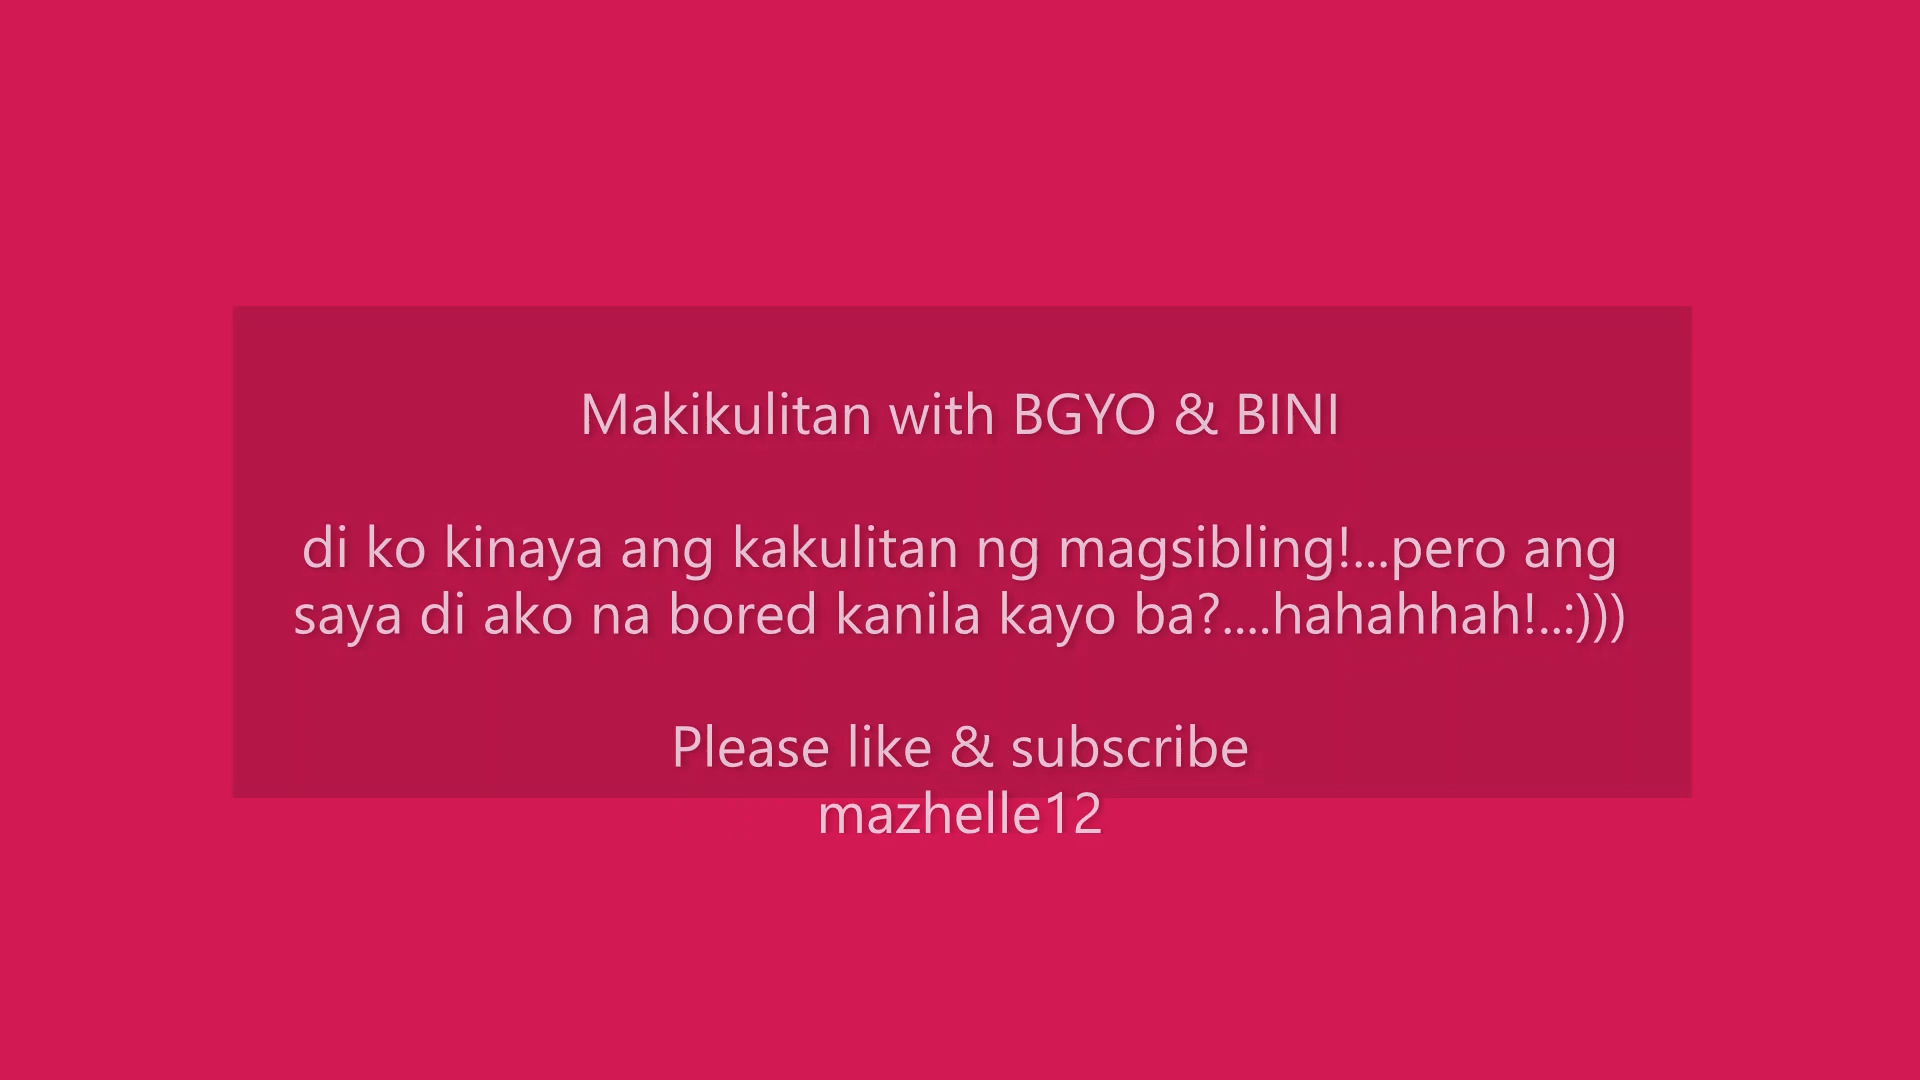 Makikulitan with BGYO & BINI
di ko kinaya ang kakulitan ng magsibling!...pero ang
saya di ako na bored kanila kayo ba?....hahahhah!..:)))
Please like & subscribe
mazhelle12